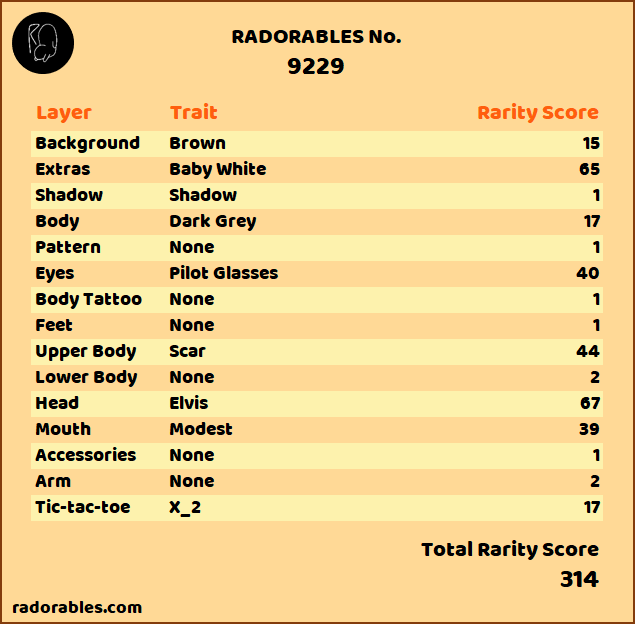 RADORABLES No.
9229
Layer Trait Rarity Score
Background Brown 15
Extras Baby White 65
Shadow Shadow 1
Body Dark Grey 17
Pattern None 1
Eyes Pilot Glasses 40
Body Tattoo None 1
Feet None 1
Upper Body Scar 44
Lower Body None 2
Head Elvis 67
Mouth Modest 39
Accessories None 1
Arm None 2
Tic-tac-toe X_2 17
Total Rarity Score
314
radorables.com